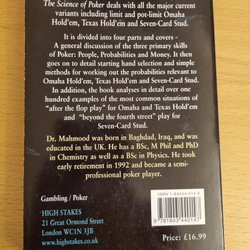 The Science of Poker deals with all the major current
variants including limit and pot-limit Omaha
Hold'em, Texas Hold'em and Seven-Card Stud.
It is divided into four parts and covers -
A general discussion of the three primary skills
of Poker: People, Probabilities and Money. It then
goes on to detail starting hand selection and simple
methods for working out the probabilities relevant to
Omaha Hold'em, Texas Hold'em and Seven-Card Stud.
In addition, the book analyses in detail over one
hundred examples of the most common situations of
"after the flop play" for Omaha and Texas Hold'em
and "beyond the fourth street" play for
Seven-Card Stud.
Dr. Mahmood was born in Baghdad, Iraq, and was
educated in the UK. He has a BSc, M Phil and PhD
in Chemistry as well as a BSc in Physics. He took
early retirement in 1992 and became a semi-
professional poker player.
Gambling / Poker
HIGH STAKES
21 Great Ormond Street
London WC1N 3JB
www.highstakes.co.uk
9 781843 440147
Price: £16.99